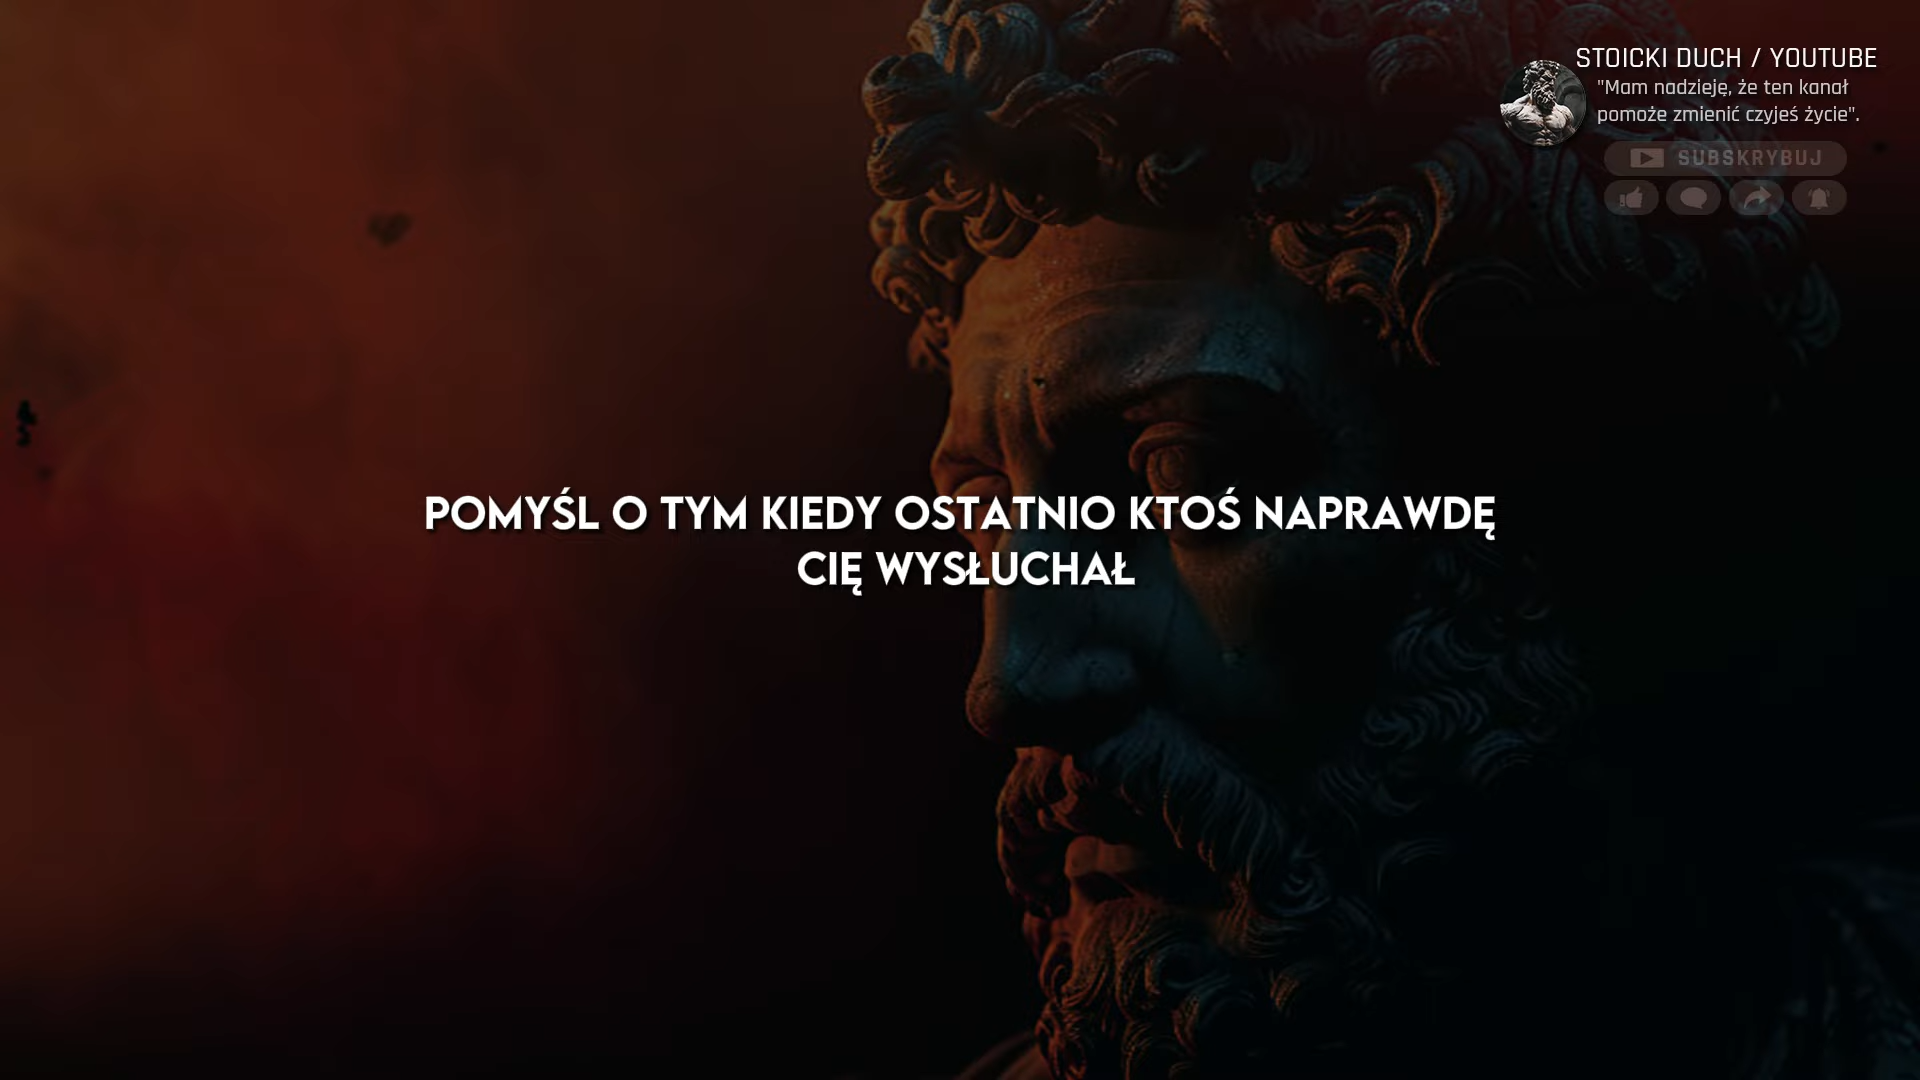 STOICKI DUCH / YOUTUBE
"Mam nadzieję, że ten kanał
pomoże zmienić czyjeś życie".
SUBSKRYBUJ
POMYŚL O TYM KIEDY OSTATNIO KTOŚ NAPRAWDĘ
CIĘ WYSŁUCHAŁ